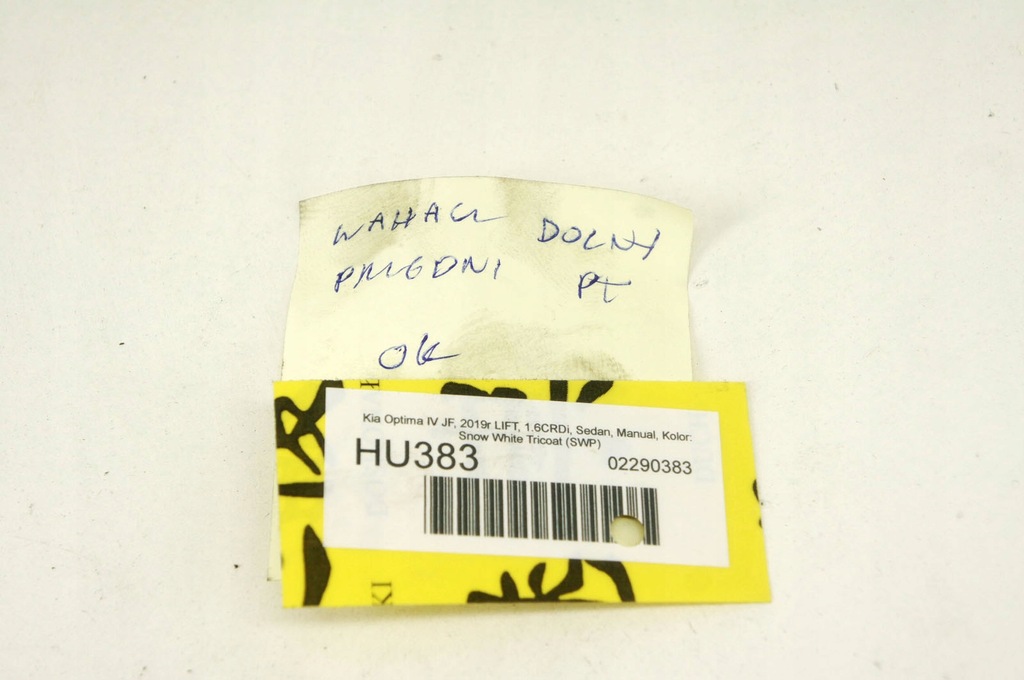 WAHACZ DOLNY
PRZEDNI PT
OK
Kia Optima IV JF, 2019r LIFT, 1.6CRDi, Sedan, Manual, Kolor:
Snow White Tricoat (SWP)
HU383 02290383
KI